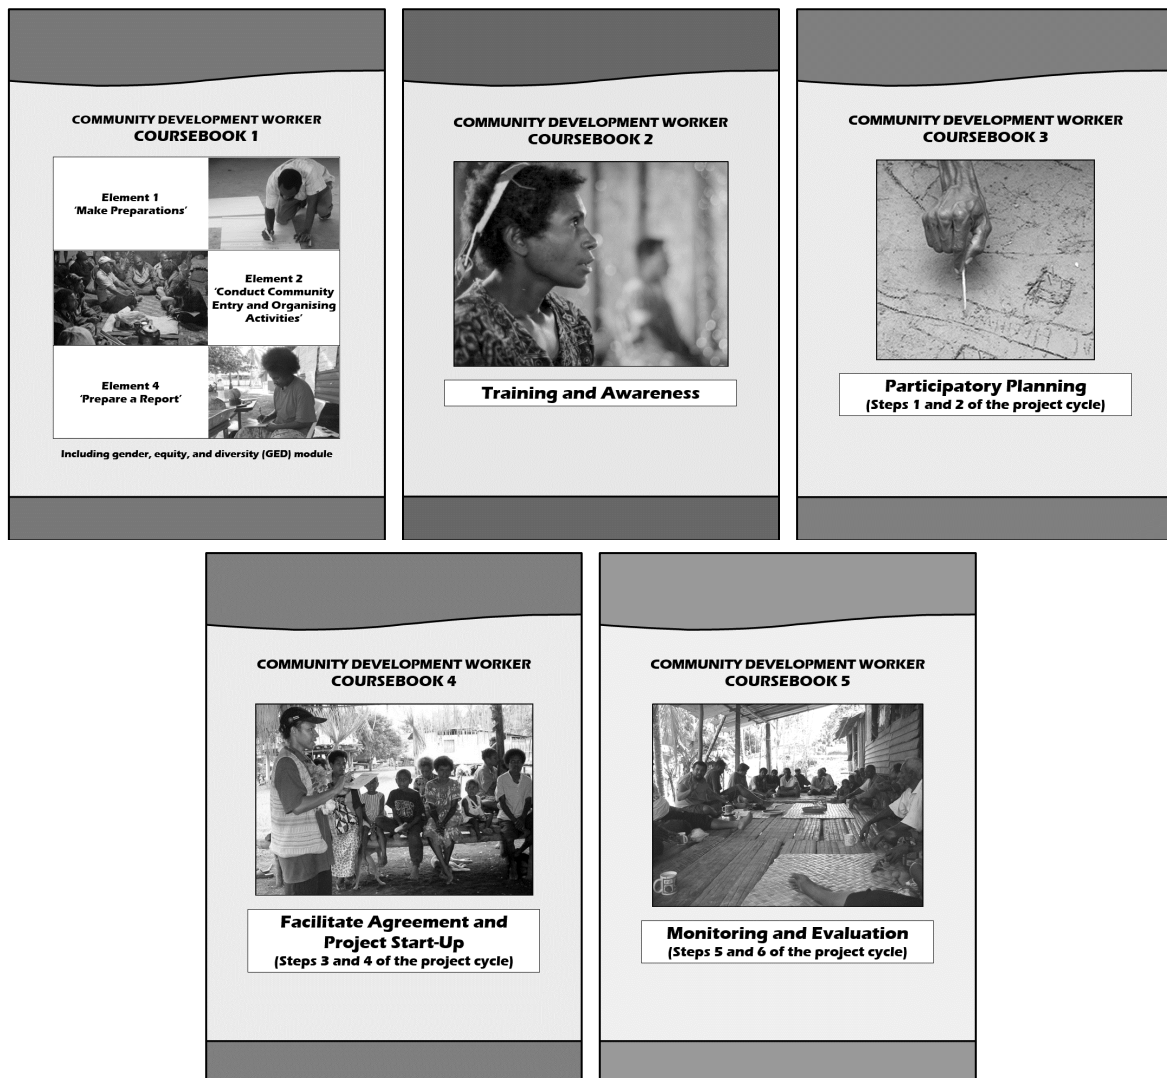 COMMUNITY DEVELOPMENT WORKER
COURSEBOOK 1
Element 1
‘Make Preparations’
Element 2
‘Conduct Community
Entry and Organising
Activities’
Element 4
‘Prepare a Report’
Including gender, equity, and diversity (GED) module
COMMUNITY DEVELOPMENT WORKER
COURSEBOOK 2
Training and Awareness
COMMUNITY DEVELOPMENT WORKER
COURSEBOOK 3
Participatory Planning
(Steps 1 and 2 of the project cycle)
COMMUNITY DEVELOPMENT WORKER
COURSEBOOK 4
Facilitate Agreement and
Project Start-Up
(Steps 3 and 4 of the project cycle)
COMMUNITY DEVELOPMENT WORKER
COURSEBOOK 5
Monitoring and Evaluation
(Steps 5 and 6 of the project cycle)